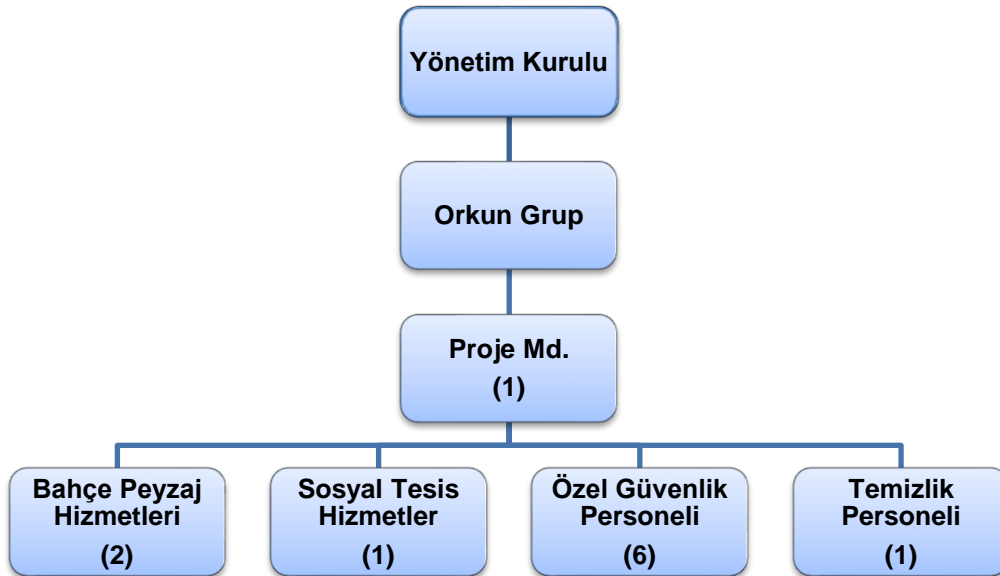 Yönetim Kurulu
Orkun Grup
Proje Md.
(1)
Bahçe Peyzaj
Hizmetleri
(2)
Sosyal Tesis
Hizmetler
(1)
Özel Güvenlik
Personeli
(6)
Temizlik
Personeli
(1)